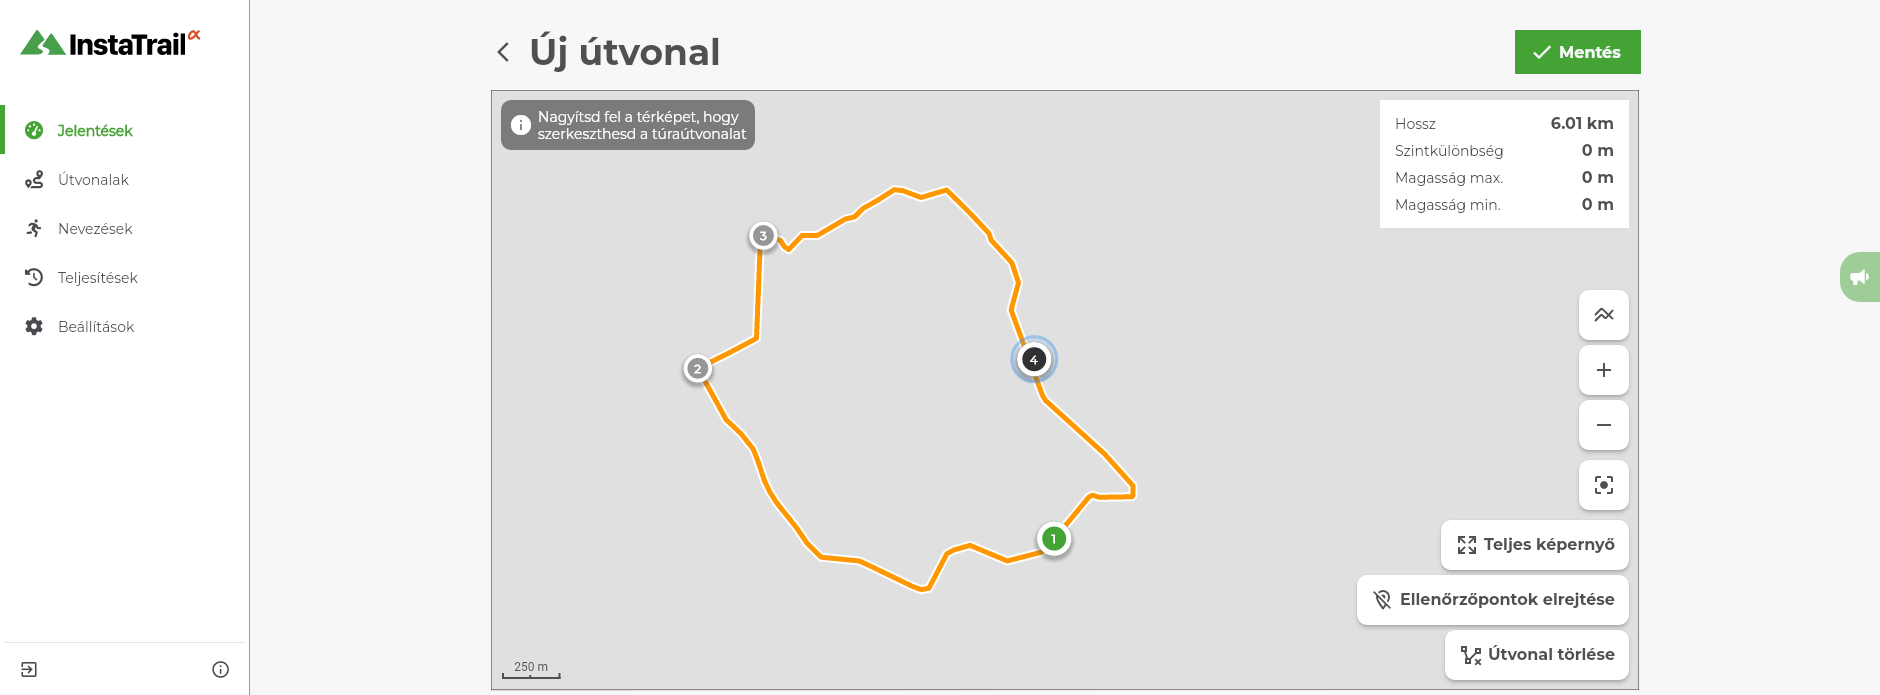 InstaTrail α
Jelentések
Útvonalak
Nevezések
Teljesítések
Beállítások
Új útvonal
Mentés
Nagyítsd fel a térképet, hogy
szerkeszthesd a túraútvonalat
Hossz 6.01 km
Szintkülönbség 0 m
Magasság max. 0 m
Magasság min. 0 m
3
4
2
1
Teljes képernyő
Ellenőrzőpontok elrejtése
Útvonal törlése
250 m